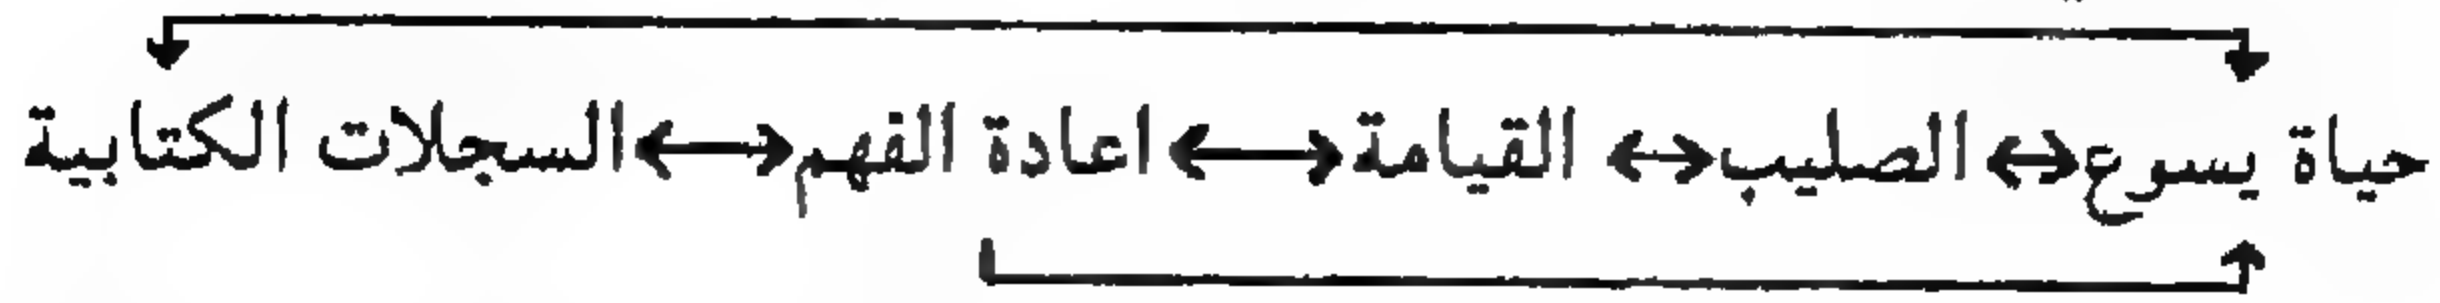 حياة يسوع ↔ الصليب ↔ القيامة ↔ اعادة الفهم ↔ السجلات الكتابية